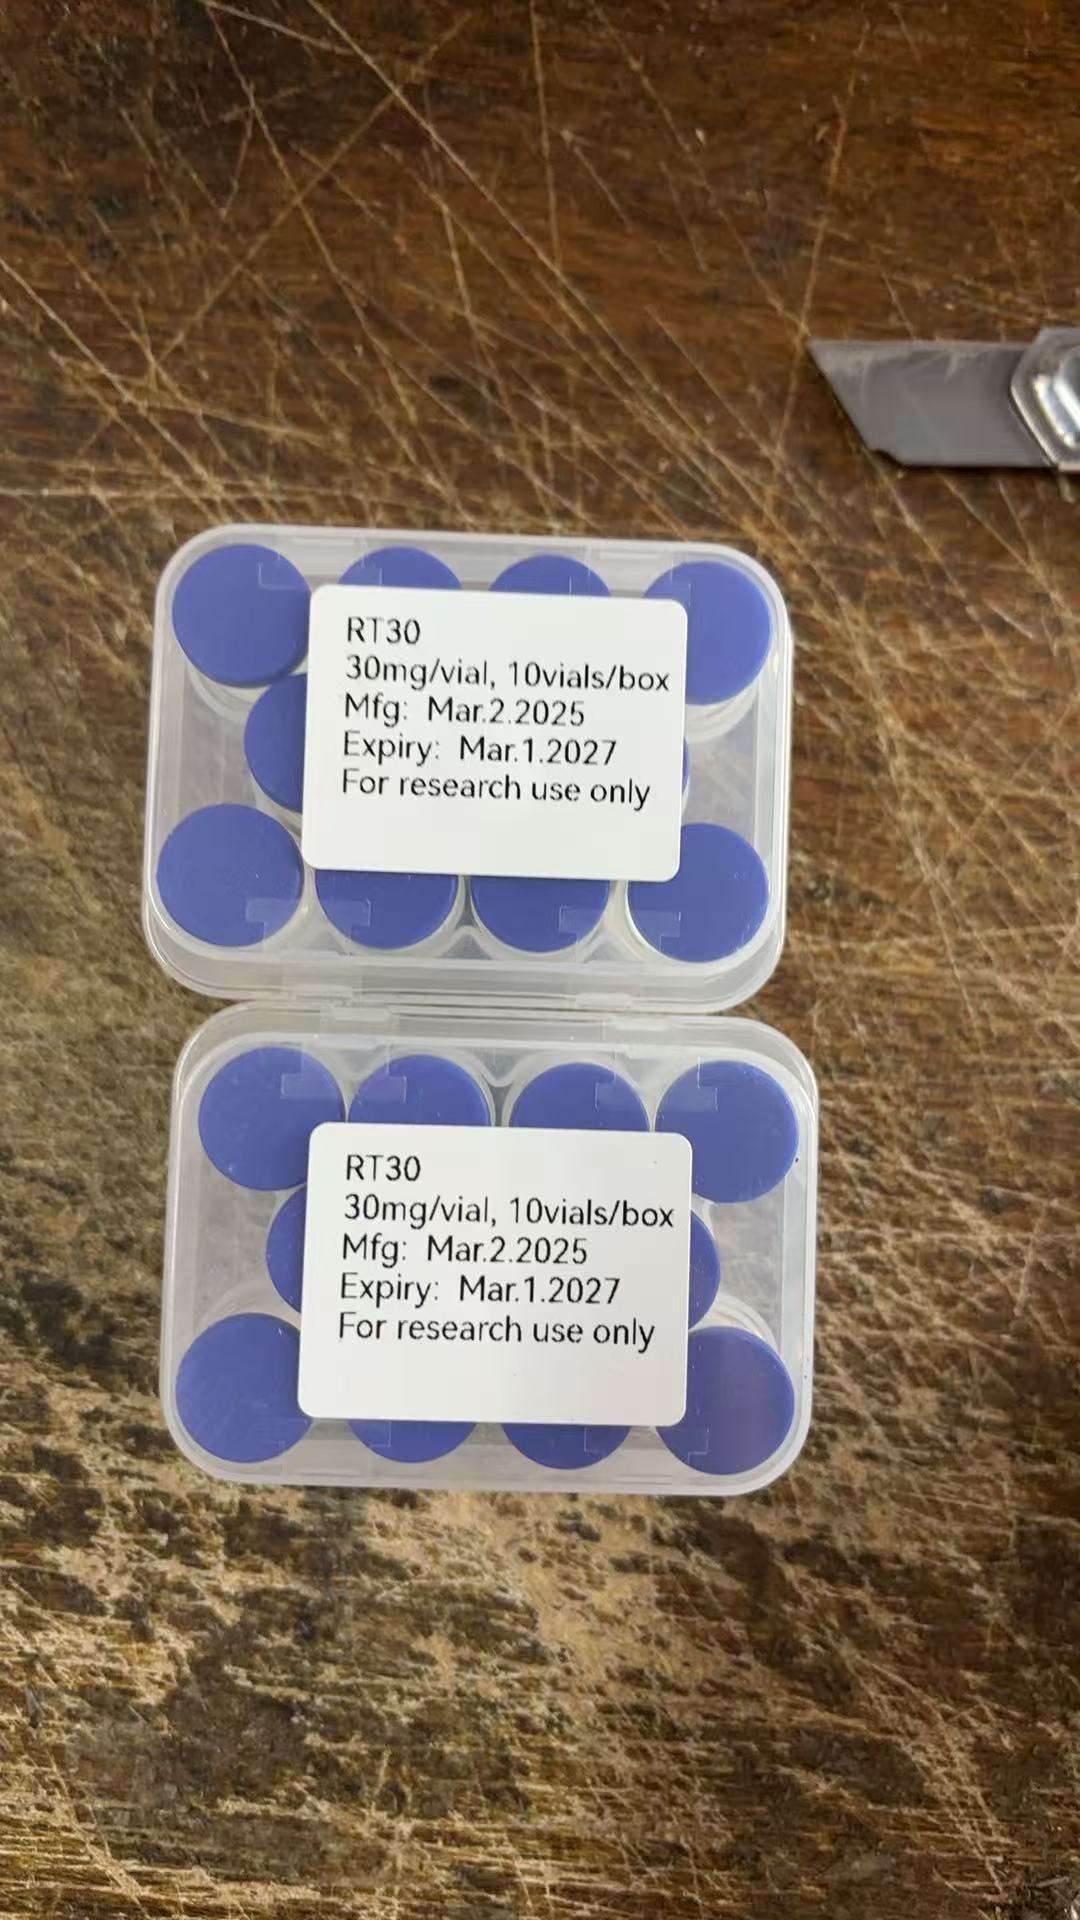 RT30
30mg/vial, 10vials/box
Mfg: Mar.2.2025
Expiry: Mar.1.2027
For research use only
RT30
30mg/vial, 10vials/box
Mfg: Mar.2.2025
Expiry: Mar.1.2027
For research use only